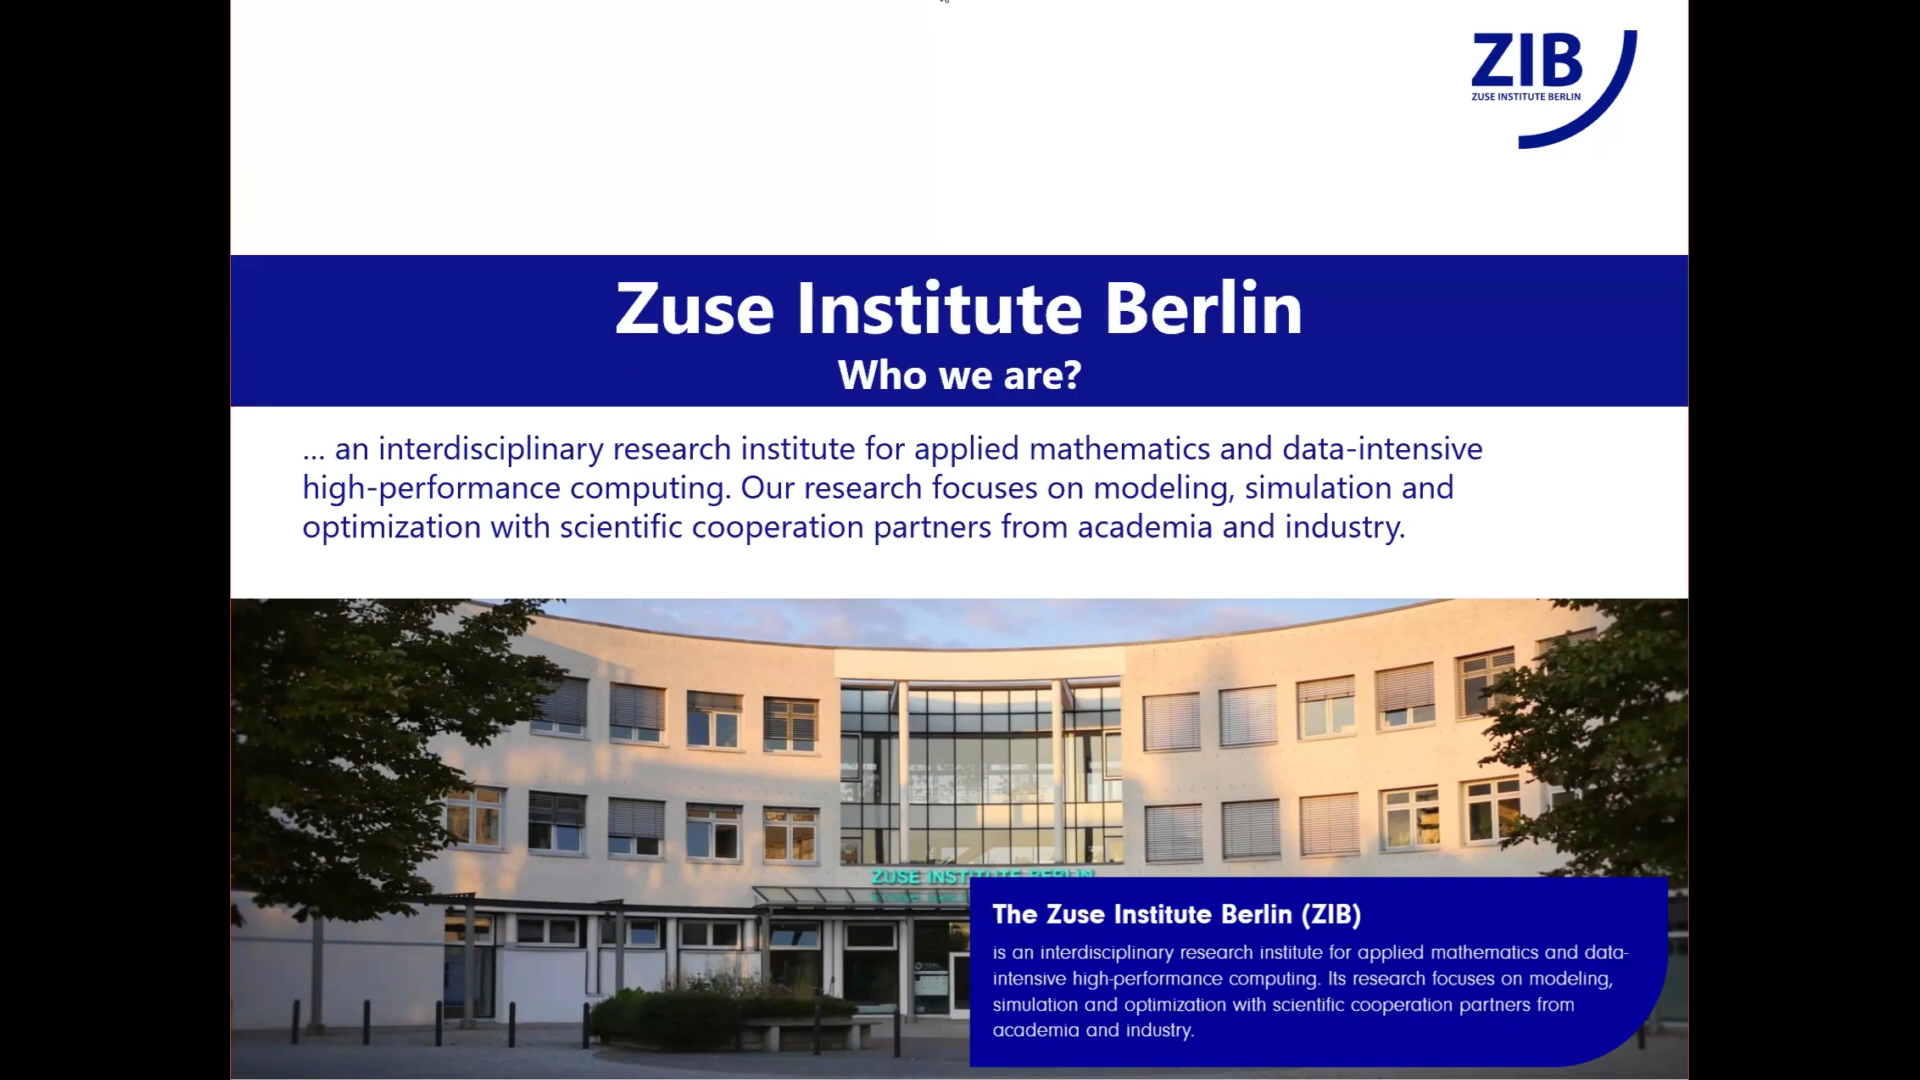 ZIB
ZUSE INSTITUTE BERLIN
Zuse Institute Berlin
Who we are?
... an interdisciplinary research institute for applied mathematics and data-intensive
high-performance computing. Our research focuses on modeling, simulation and
optimization with scientific cooperation partners from academia and industry.
ZUSE INSTITUTE BERLIN
The Zuse Institute Berlin (ZIB)
is an interdisciplinary research institute for applied mathematics and data-
intensive high-performance computing. Its research focuses on modeling,
simulation and optimization with scientific cooperation partners from
academia and industry.